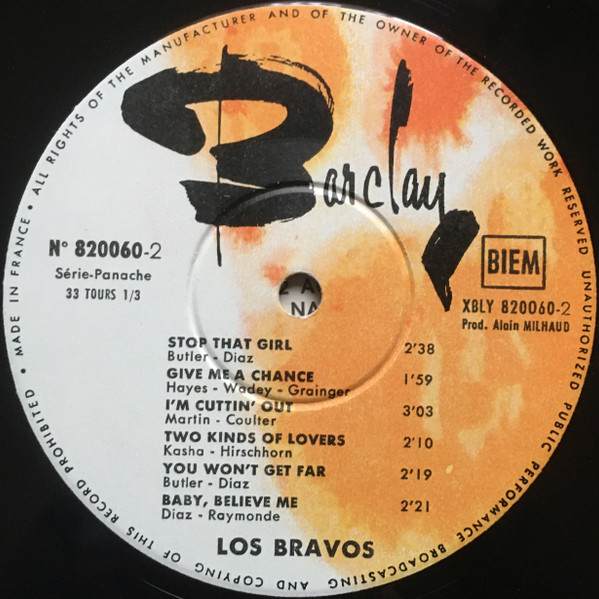 MADE IN FRANCE • ALL RIGHTS OF THE MANUFACTURER AND OF THE OWNER OF THE RECORDED WORK RESERVED UNAUTHORIZED PUBLIC PERFORMANCE BROADCASTING AND COPYING OF THIS RECORD PROHIBITED •
Barclay
N° 820060-2
Série-Panache
33 TOURS 1/3
BIEM
XBLY 820060-2
Prod. Alain MILHAUD
2 A
NA
STOP THAT GIRL 2'38
Butler - Diaz
GIVE ME A CHANCE 1'59
Hayes - Wadey - Grainger
I'M CUTTIN' OUT 3'03
Martin - Coulter
TWO KINDS OF LOVERS 2'10
Kasha - Hirschhorn
YOU WON'T GET FAR 2'19
Butler - Diaz
BABY, BELIEVE ME 2'21
Diaz - Raymonde
LOS BRAVOS